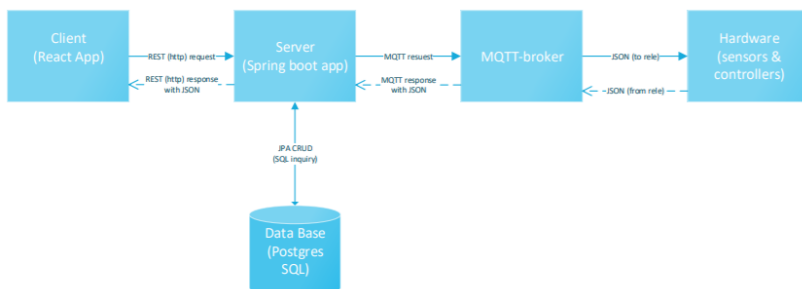 Client
(React App)
REST (http) request
REST (http) response
with JSON
Server
(Spring boot app)
MQTT resuest
MQTT response
with JSON
MQTT-broker
JSON (to rele)
JSON (from rele)
Hardware
(sensors &
controllers)
JPA CRUD
(SQL inquiry)
Data Base
(Postgres
SQL)